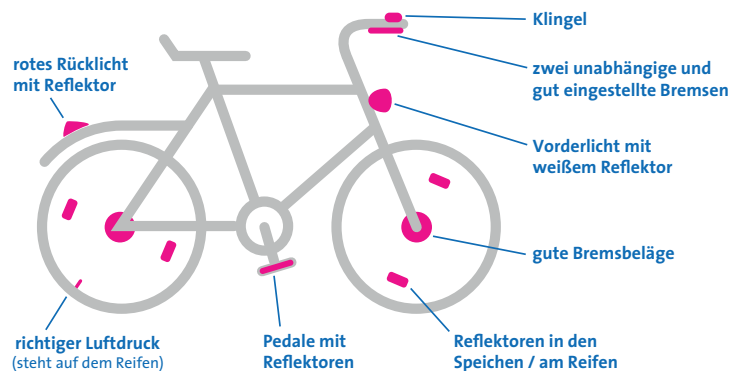 Klingel
zwei unabhängige und
gut eingestellte Bremsen
rotes Rücklicht
mit Reflektor
Vorderlicht mit
weißem Reflektor
gute Bremsbeläge
richtiger Luftdruck
(steht auf dem Reifen)
Pedale mit
Reflektoren
Reflektoren in den
Speichen / am Reifen